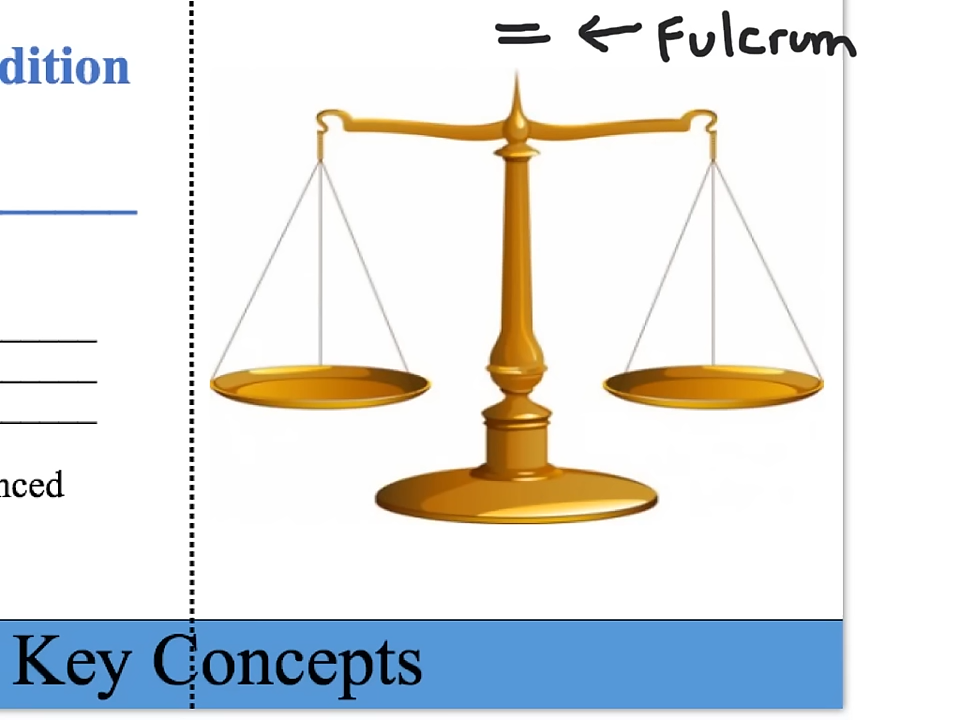 = ← Fulcrum
dition
nced
Key Concepts